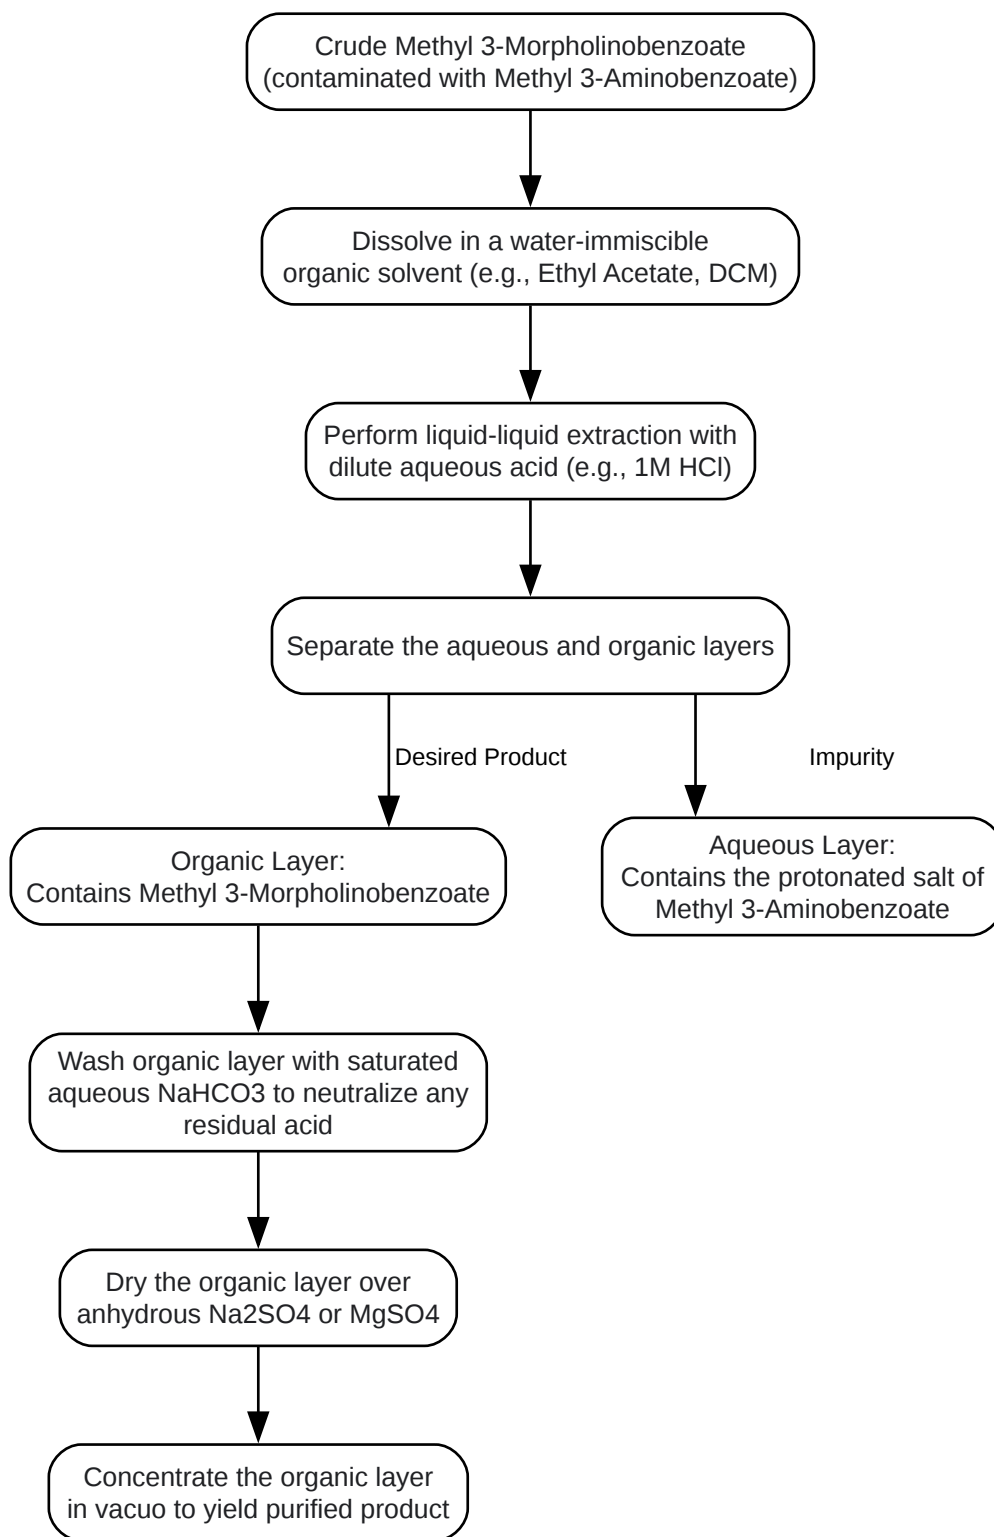 Crude Methyl 3-Morpholinobenzoate
(contaminated with Methyl 3-Aminobenzoate)
Dissolve in a water-immiscible
organic solvent (e.g., Ethyl Acetate, DCM)
Perform liquid-liquid extraction with
dilute aqueous acid (e.g., 1M HCl)
Separate the aqueous and organic layers
Desired Product
Impurity
Organic Layer:
Contains Methyl 3-Morpholinobenzoate
Aqueous Layer:
Contains the protonated salt of
Methyl 3-Aminobenzoate
Wash organic layer with saturated
aqueous NaHCO3 to neutralize any
residual acid
Dry the organic layer over
anhydrous Na2SO4 or MgSO4
Concentrate the organic layer
in vacuo to yield purified product